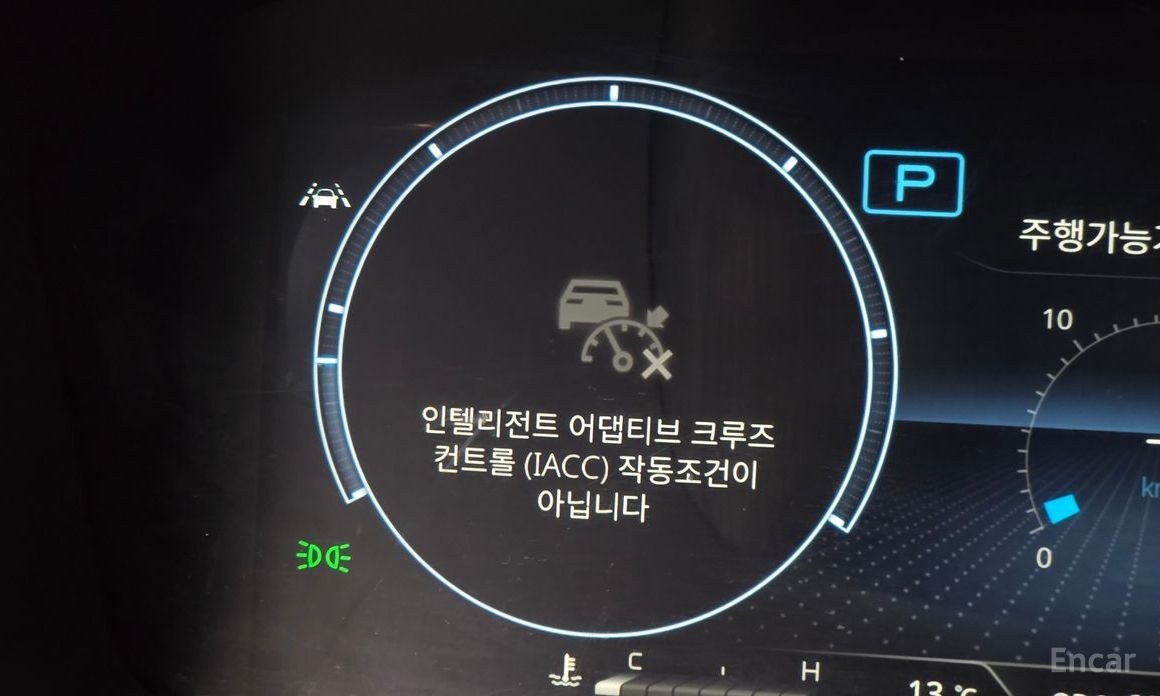 P
주행가능
10
인텔리전트 어댑티브 크루즈
컨트롤 (IACC) 작동조건이
아닙니다
0
C H
13 °C
Encar